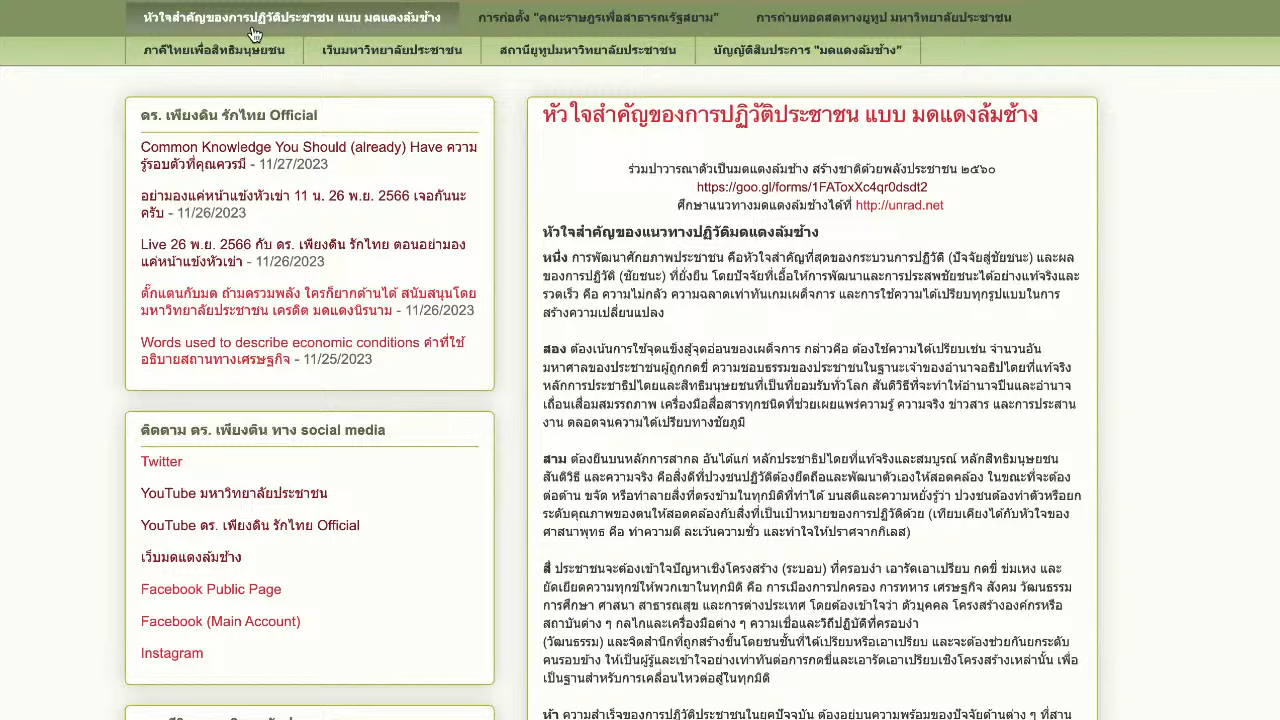 หัวใจสำคัญของการปฏิวัติประชาชน แบบ มดแดงล้มช้าง
การก่อตั้ง "คณะราษฎรเพื่อสาธารณรัฐสยาม"
การถ่ายทอดสดทางยูทูป มหาวิทยาลัยประชาชน
ภาคีไทยเพื่อสิทธิมนุษยชน
เว็บมหาวิทยาลัยประชาชน
สถานียูทูปมหาวิทยาลัยประชาชน
บัญญัติสิบประการ "มดแดงล้มช้าง"
ดร. เพียงดิน รักไทย Official
Common Knowledge You Should (already) Have ความ
รู้รอบตัวที่คุณควรมี - 11/27/2023
อย่ามองแค่หน้าแข้งหัวเข่า 11 น. 26 พ.ย. 2566 เจอกันนะ
ครับ - 11/26/2023
Live 26 พ.ย. 2566 กับ ดร. เพียงดิน รักไทย ตอนอย่ามอง
แค่หน้าแข้งหัวเข่า - 11/26/2023
ตั๊กแตนกับมด ถ้ามดรวมพลัง ใครก็ยากต้านได้ สนับสนุนโดย
มหาวิทยาลัยประชาชน เครดิต มดแดงนิรนาม - 11/26/2023
Words used to describe economic conditions คำที่ใช้
อธิบายสถานทางเศรษฐกิจ - 11/25/2023
ติดตาม ดร. เพียงดิน ทาง social media
Twitter
YouTube มหาวิทยาลัยประชาชน
YouTube ดร. เพียงดิน รักไทย Official
เว็บมดแดงล้มช้าง
Facebook Public Page
Facebook (Main Account)
Instagram
หัวใจสำคัญของการปฏิวัติประชาชน แบบ มดแดงล้มช้าง
ร่วมปาวารณาตัวเป็นมดแดงล้มช้าง สร้างชาติด้วยพลังประชาชน ๒๕๖๐
https://goo.gl/forms/1FAToxXc4qr0dsdt2
ศึกษาแนวทางมดแดงล้มช้างได้ที่ http://unrad.net
หัวใจสำคัญของแนวทางปฏิวัติมดแดงล้มช้าง
หนึ่ง การพัฒนาศักยภาพประชาชน คือหัวใจสำคัญที่สุดของกระบวนการปฏิวัติ (ปัจจัยสู่ชัยชนะ) และผล
ของการปฏิวัติ (ชัยชนะ) ที่ยั่งยืน โดยปัจจัยที่เอื้อให้การพัฒนาและการประสพชัยชนะได้อย่างแท้จริงและ
รวดเร็ว คือ ความไม่กลัว ความฉลาดเท่าทันเกมเผด็จการ และการใช้ความได้เปรียบทุกรูปแบบในการ
สร้างความเปลี่ยนแปลง
สอง ต้องเน้นการใช้จุดแข็งสู้จุดอ่อนของเผด็จการ กล่าวคือ ต้องใช้ความได้เปรียบเช่น จำนวนอัน
มหาศาลของประชาชนผู้ถูกกดขี่ ความชอบธรรมของประชาชนในฐานะเจ้าของอำนาจอธิปไตยที่แท้จริง
หลักการประชาธิปไตยและสิทธิมนุษยชนที่เป็นที่ยอมรับทั่วโลก สันติวิธีที่จะทำให้อำนาจปืนและอำนาจ
เถื่อนเสื่อมสมรรถภาพ เครื่องมือสื่อสารทุกชนิดที่ช่วยเผยแพร่ความรู้ ความจริง ข่าวสาร และการประสาน
งาน ตลอดจนความได้เปรียบทางชัยภูมิ
สาม ต้องยืนบนหลักการสากล อันได้แก่ หลักประชาธิปไตยที่แท้จริงและสมบูรณ์ หลักสิทธิมนุษยชน
สันติวิธี และความจริง คือสิ่งดีที่ปวงชนปฏิวัติต้องยึดถือและพัฒนาตัวเองให้สอดคล้อง ในขณะที่จะต้อง
ต่อต้าน ขจัด หรือทำลายสิ่งที่ตรงข้ามในทุกมิติที่ทำได้ บนสติและความหยั่งรู้ว่า ปวงชนต้องทำตัวหรือยก
ระดับคุณภาพของตนให้สอดคล้องกับสิ่งที่เป็นเป้าหมายของการปฏิวัติด้วย (เทียบเคียงได้กับหัวใจของ
ศาสนาพุทธ คือ ทำความดี ละเว้นความชั่ว และทำใจให้ปราศจากกิเลส)
สี่ ประชาชนจะต้องเข้าใจปัญหาเชิงโครงสร้าง (ระบอบ) ที่ครอบงำ เอารัดเอาเปรียบ กดขี่ ข่มเหง และ
ยัดเยียดความทุกข์ให้พวกเขาในทุกมิติ คือ การเมืองการปกครอง การทหาร เศรษฐกิจ สังคม วัฒนธรรม
การศึกษา ศาสนา สาธารณสุข และการต่างประเทศ โดยต้องเข้าใจว่า ตัวบุคคล โครงสร้างองค์กรหรือ
สถาบันต่าง ๆ กลไกและเครื่องมือต่าง ๆ ความเชื่อและวิถีปฏิบัติที่ครอบงำ
(วัฒนธรรม) และจิตสำนึกที่ถูกสร้างขึ้นโดยชนชั้นที่ได้เปรียบหรือเอาเปรียบ และจะต้องช่วยกันยกระดับ
คนรอบข้าง ให้เป็นผู้รู้และเข้าใจอย่างเท่าทันต่อการกดขี่และเอารัดเอาเปรียบเชิงโครงสร้างเหล่านั้น เพื่อ
เป็นฐานสำหรับการเคลื่อนไหวต่อสู้ในทุกมิติ
ห้า ความสำเร็จของการปฏิวัติประชาชนในยุคปัจจุบัน ต้องอยู่บนความพร้อมของปัจจัยด้านต่าง ๆ ที่สาน